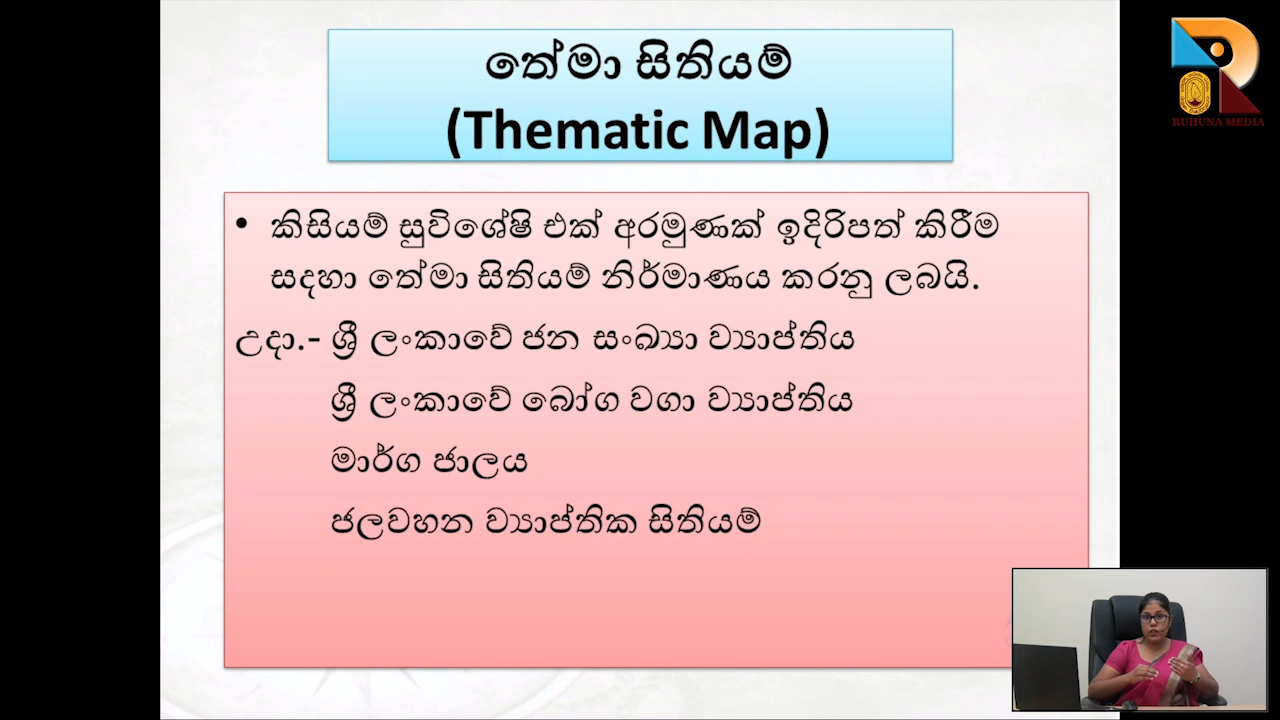 තේමා සිතියම්
(Thematic Map)
RUHUNA MEDIA
• කිසියම් සුවිශේෂි එක් අරමුණක් ඉදිරිපත් කිරීම
සදහා තේමා සිතියම් නිර්මාණය කරනු ලබයි.
උදා.- ශ්‍රී ලංකාවේ ජන සංඛ්‍යා ව්‍යාප්තිය
ශ්‍රී ලංකාවේ බෝග වගා ව්‍යාප්තිය
මාර්ග ජාලය
ජලවහන ව්‍යාප්තික සිතියම්